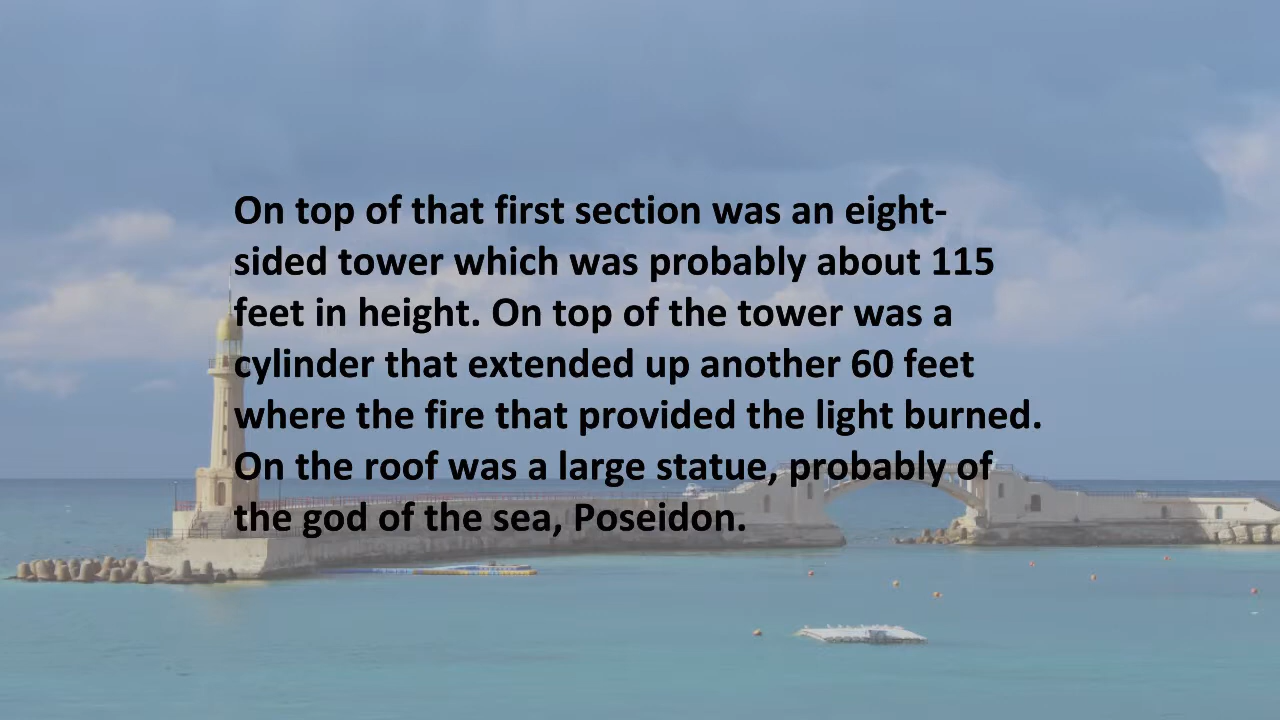 On top of that first section was an eight-
sided tower which was probably about 115
feet in height. On top of the tower was a
cylinder that extended up another 60 feet
where the fire that provided the light burned.
On the roof was a large statue, probably of
the god of the sea, Poseidon.